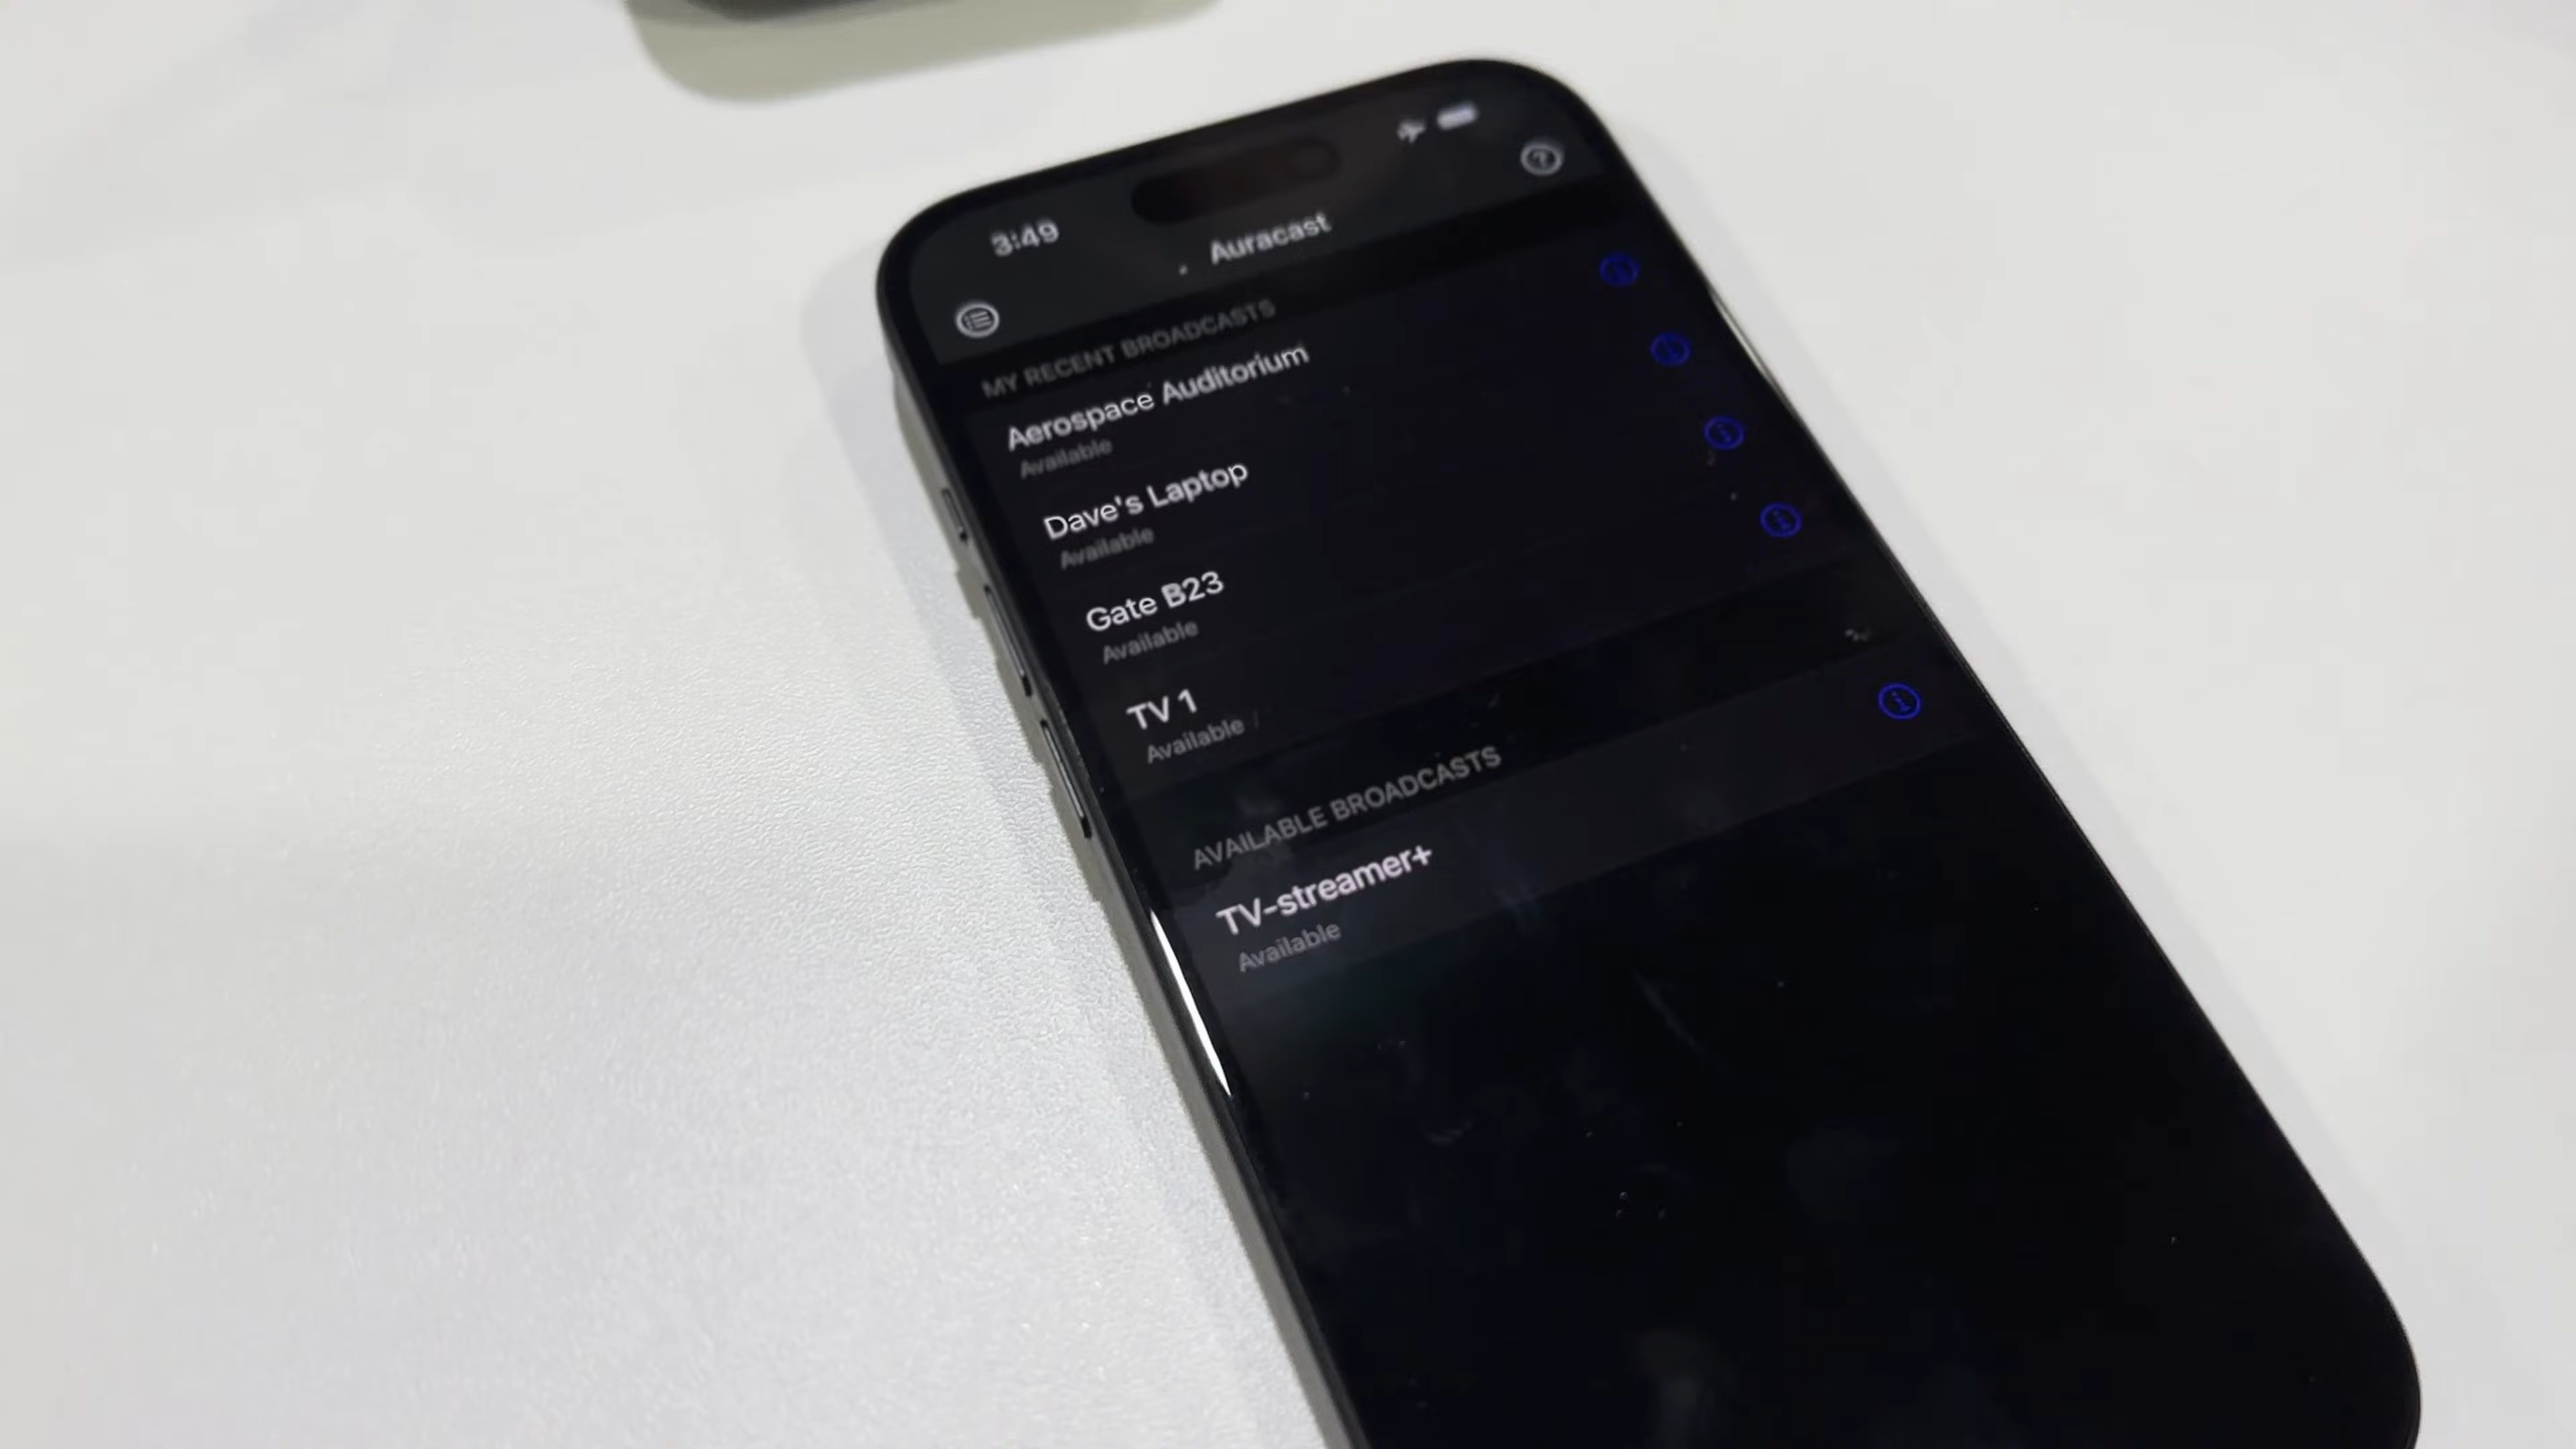 3:49
Auracast
MY RECENT BROADCASTS
Aerospace Auditorium
Available
Dave's Laptop
Available
Gate B23
Available
TV 1
Available
AVAILABLE BROADCASTS
TV-streamer+
Available